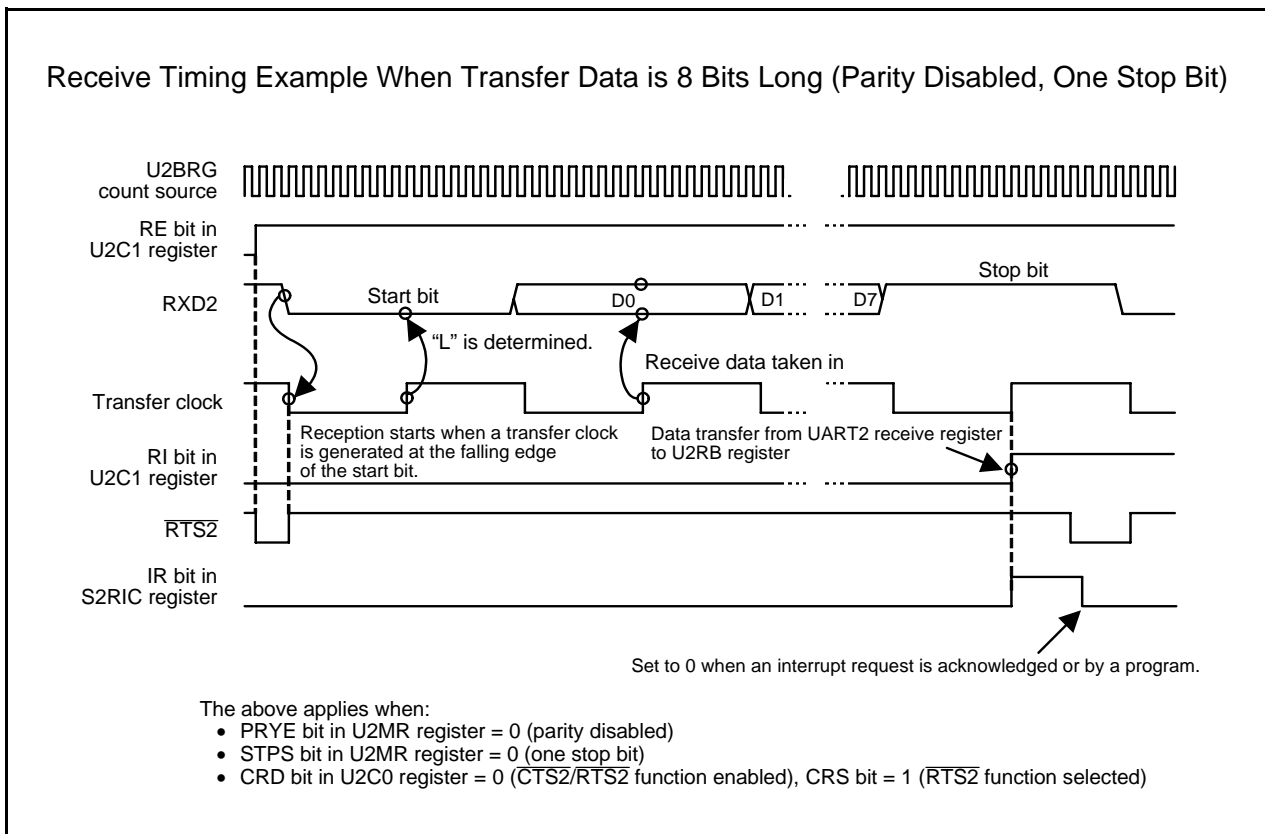 Receive Timing Example When Transfer Data is 8 Bits Long (Parity Disabled, One Stop Bit)
U2BRG
count source
RE bit in
U2C1 register
RXD2
Start bit
D0
D1
D7
Stop bit
“L” is determined.
Receive data taken in
Transfer clock
Reception starts when a transfer clock
is generated at the falling edge
of the start bit.
Data transfer from UART2 receive register
to U2RB register
RI bit in
U2C1 register
RTS2
IR bit in
S2RIC register
Set to 0 when an interrupt request is acknowledged or by a program.
The above applies when:
• PRYE bit in U2MR register = 0 (parity disabled)
• STPS bit in U2MR register = 0 (one stop bit)
• CRD bit in U2C0 register = 0 (CTS2/RTS2 function enabled), CRS bit = 1 (RTS2 function selected)